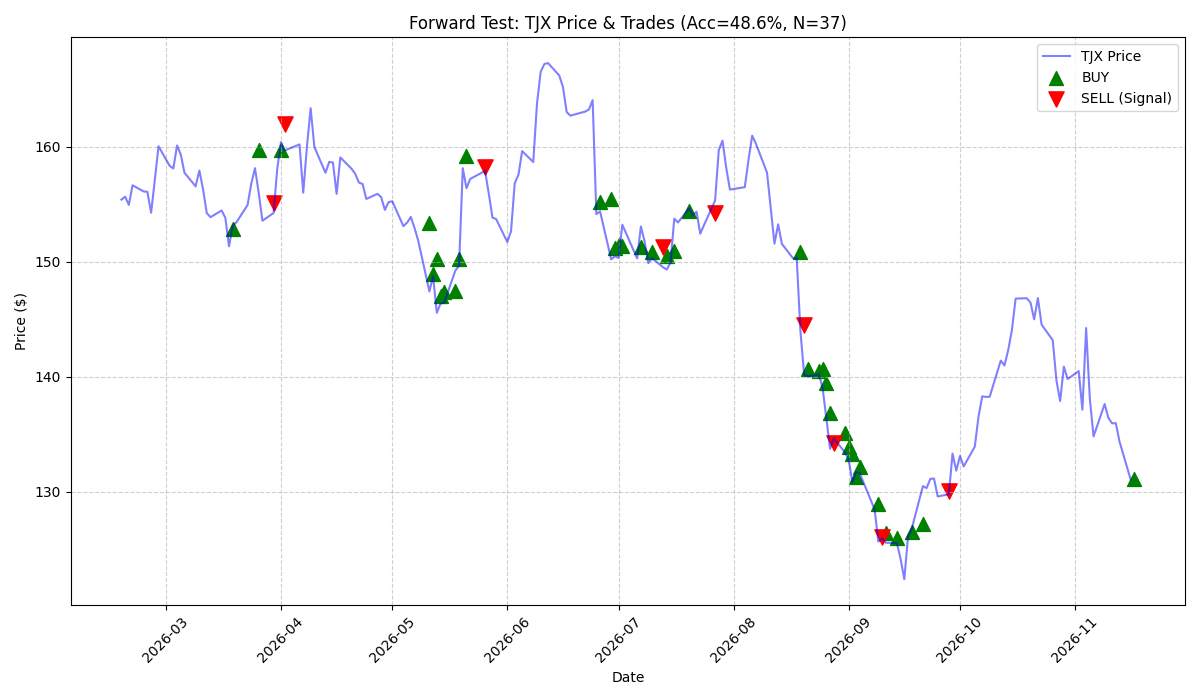 Forward Test: TJX Price & Trades (Acc=48.6%, N=37)
TJX Price
BUY
SELL (Signal)
Price ($)
160
150
140
130
2026-03
2026-04
2026-05
2026-06
2026-07
2026-08
2026-09
2026-10
2026-11
Date